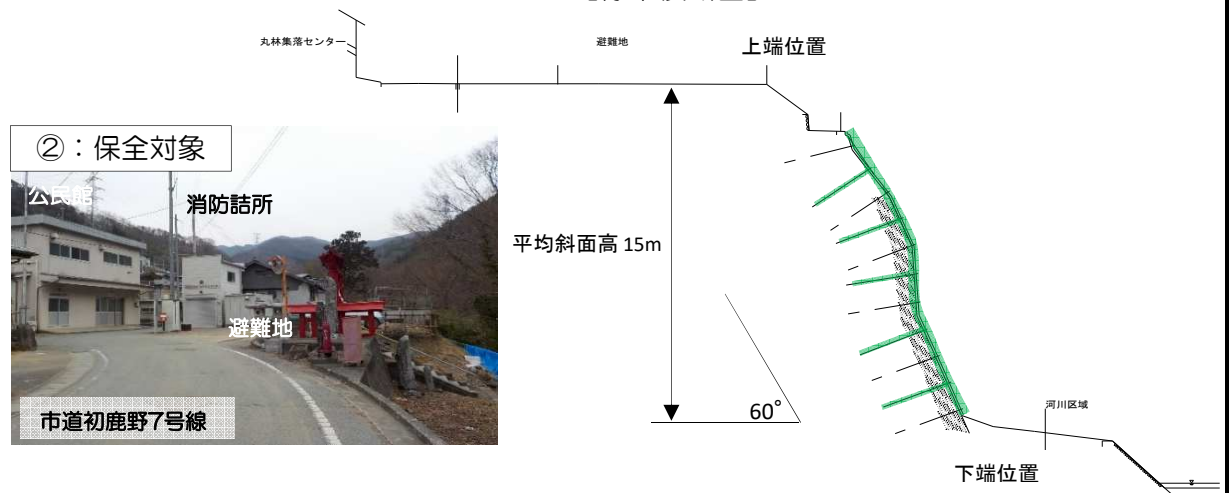 丸林集落センター
避難地
上端位置
②：保全対象
公民館
消防詰所
避難地
市道初鹿野7号線
平均斜面高 15m
60°
河川区域
下端位置